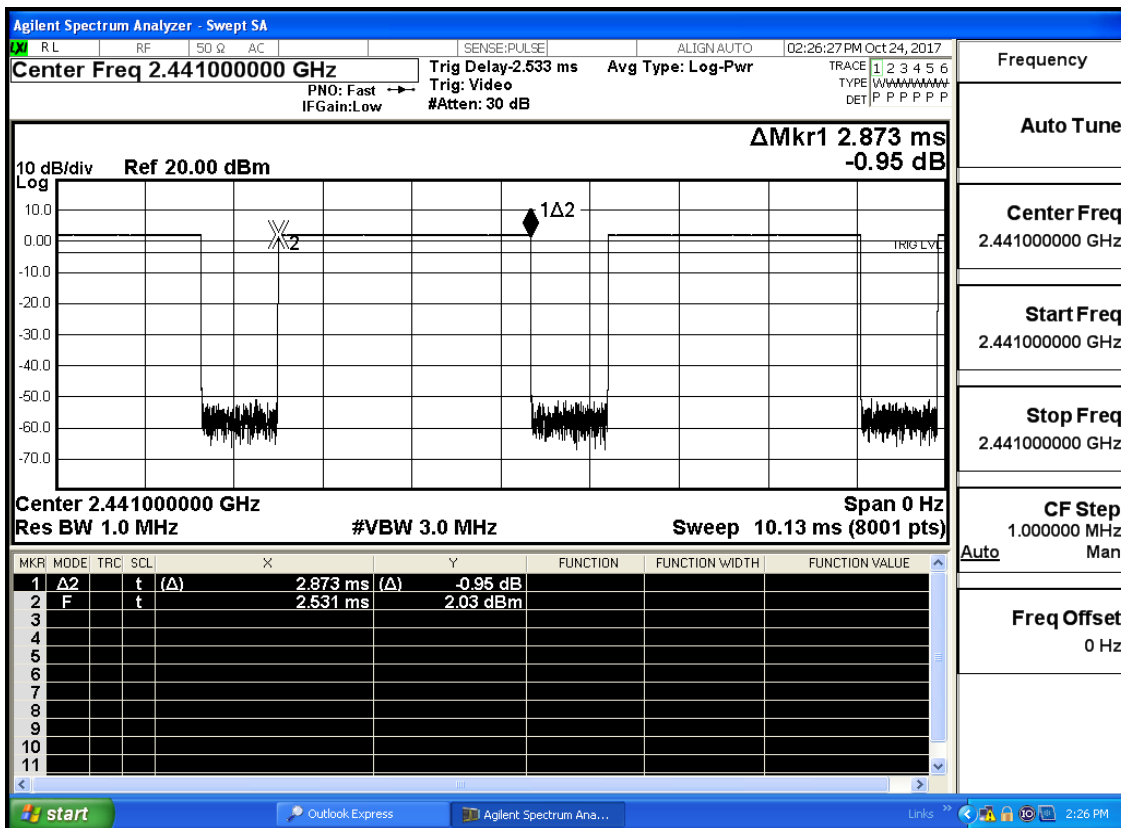 Agilent Spectrum Analyzer - Swept SA
LXI RL RF 50 Ω AC SENSE:PULSE ALIGN AUTO 02:26:27 PM Oct 24, 2017
Center Freq 2.441000000 GHz
PNO: Fast
IFGain:Low
Trig Delay-2.533 ms
Trig: Video
#Atten: 30 dB
Avg Type: Log-Pwr
TRACE 1 2 3 4 5 6
TYPE WWWWWW
DET P P P P P P
ΔMkr1 2.873 ms
-0.95 dB
10 dB/div Ref 20.00 dBm
Log
10.0
0.00
-10.0
-20.0
-30.0
-40.0
-50.0
-60.0
-70.0
1Δ2
2
TRIG LVL
Center 2.441000000 GHz Span 0 Hz
Res BW 1.0 MHz #VBW 3.0 MHz Sweep 10.13 ms (8001 pts)
MKR MODE TRC SCL X Y FUNCTION FUNCTION WIDTH FUNCTION VALUE
1 Δ2 t (Δ) 2.873 ms (Δ) -0.95 dB
2 F t 2.531 ms 2.03 dBm
3
4
5
6
7
8
9
10
11
Frequency
Auto Tune
Center Freq
2.441000000 GHz
Start Freq
2.441000000 GHz
Stop Freq
2.441000000 GHz
CF Step
1.000000 MHz
Auto Man
Freq Offset
0 Hz
start Outlook Express Agilent Spectrum Ana... Links » 2:26 PM